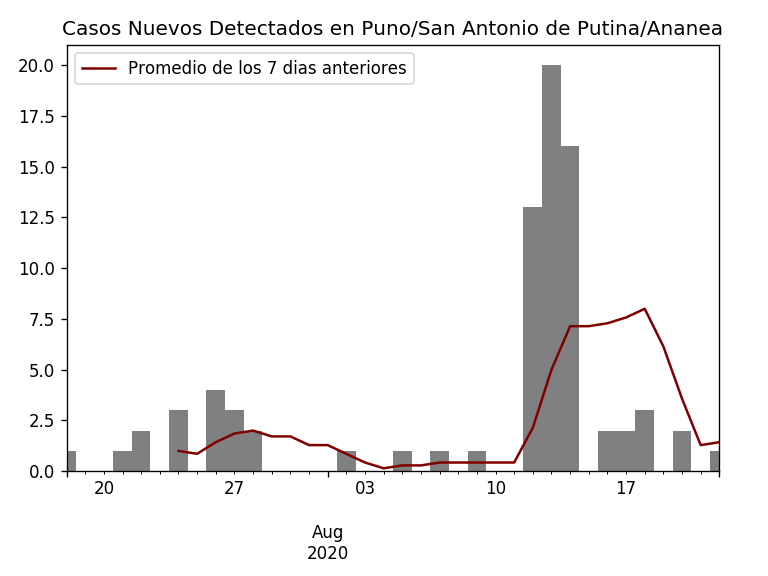 Casos Nuevos Detectados en Puno/San Antonio de Putina/Ananea
Promedio de los 7 dias anteriores
20.0
17.5
15.0
12.5
10.0
7.5
5.0
2.5
0.0
20 27 03 10 17
Aug
2020